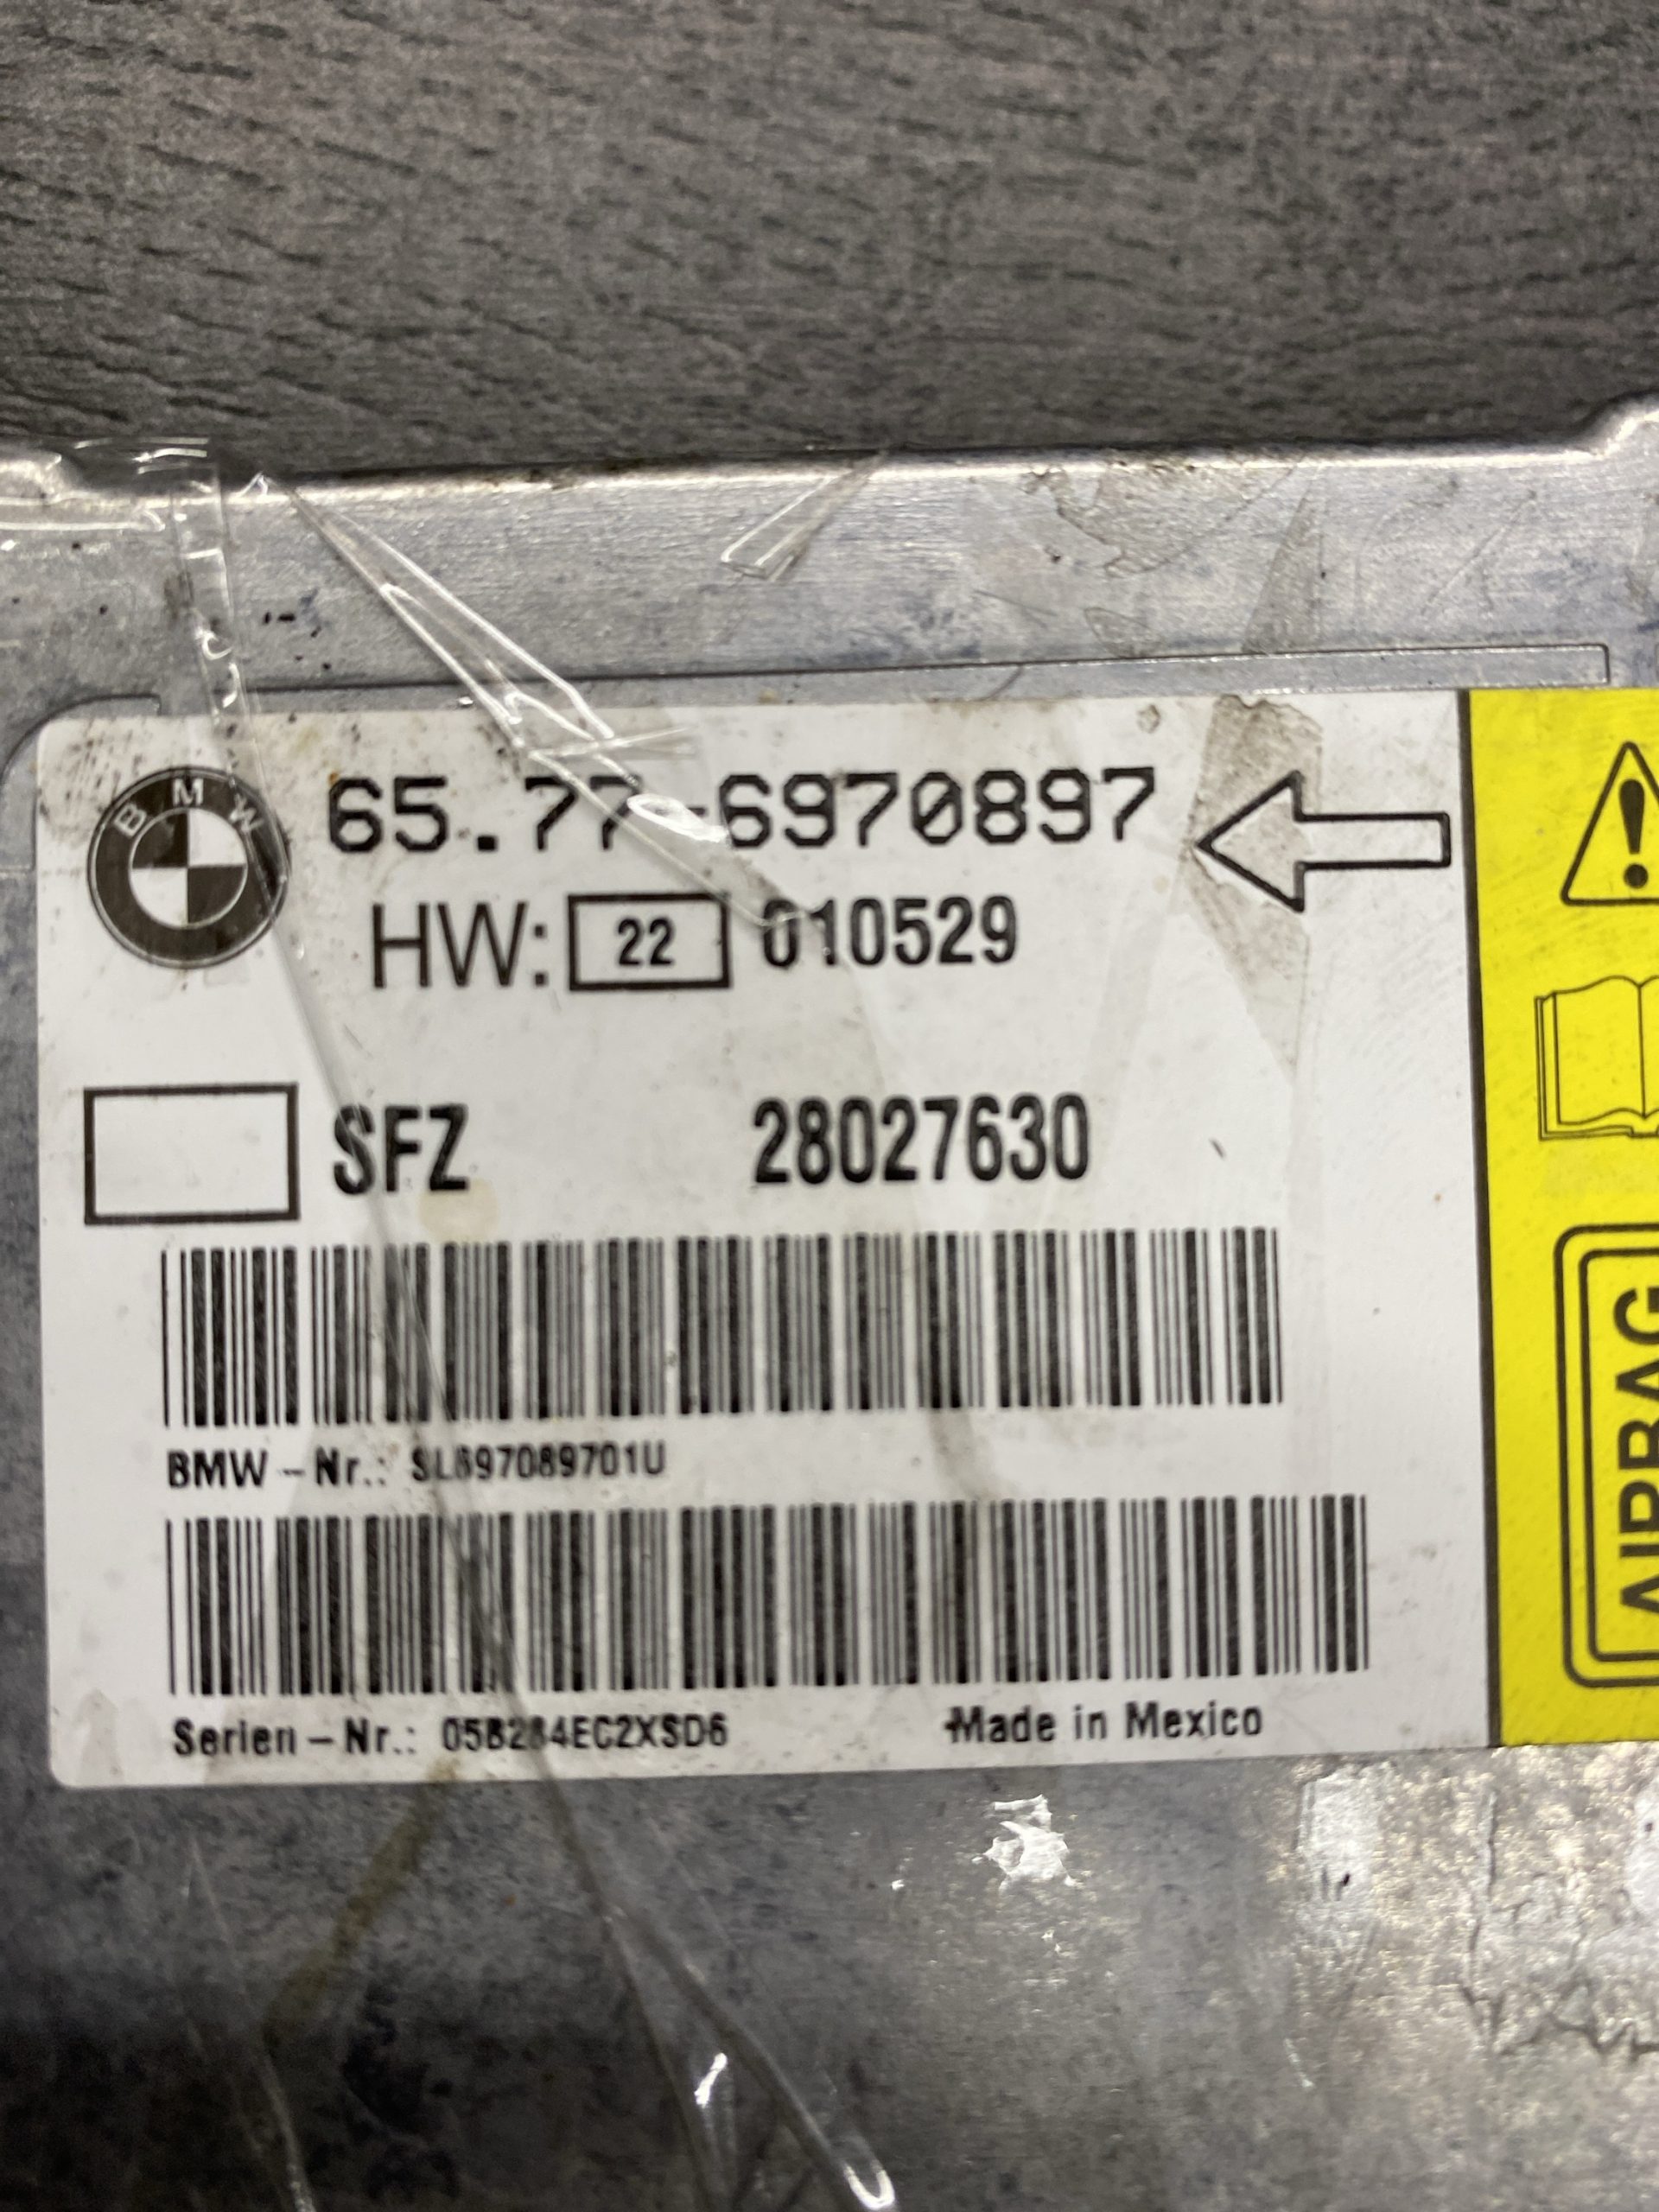 BMW
65.77-6970897
HW: 22 010529
SFZ 28027630
BMW-Nr.: SL697089701U
Serien-Nr.: 05B284EC2XSD6
Made in Mexico
AIRBAG